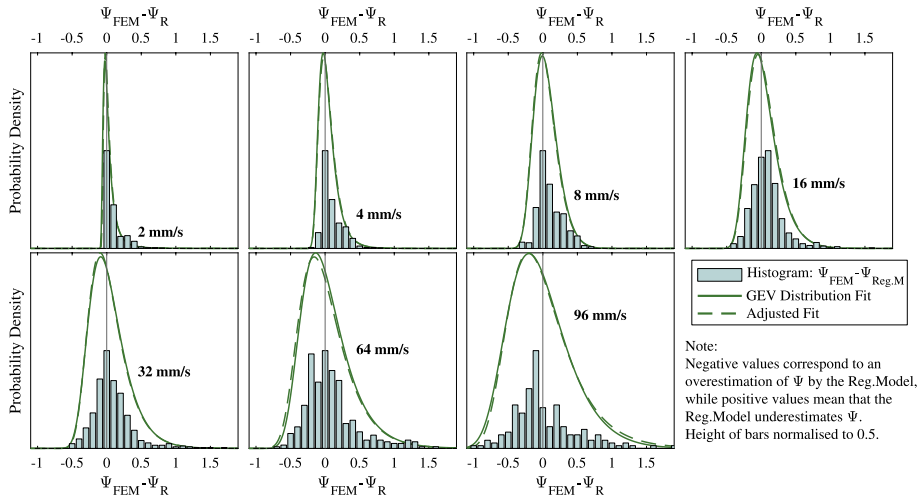 Ψ_FEM-Ψ_R Ψ_FEM-Ψ_R Ψ_FEM-Ψ_R Ψ_FEM-Ψ_R
-1 -0.5 0 0.5 1 1.5 -1 -0.5 0 0.5 1 1.5 -1 -0.5 0 0.5 1 1.5 -1 -0.5 0 0.5 1 1.5
Probability Density
2 mm/s
4 mm/s
8 mm/s
16 mm/s
Probability Density
32 mm/s
64 mm/s
96 mm/s
Histogram: Ψ_FEM-Ψ_Reg.M
GEV Distribution Fit
Adjusted Fit
Note:
Negative values correspond to an
overestimation of Ψ by the Reg.Model,
while positive values mean that the
Reg.Model underestimates Ψ.
Height of bars normalised to 0.5.
-1 -0.5 0 0.5 1 1.5 -1 -0.5 0 0.5 1 1.5 -1 -0.5 0 0.5 1 1.5
Ψ_FEM-Ψ_R Ψ_FEM-Ψ_R Ψ_FEM-Ψ_R